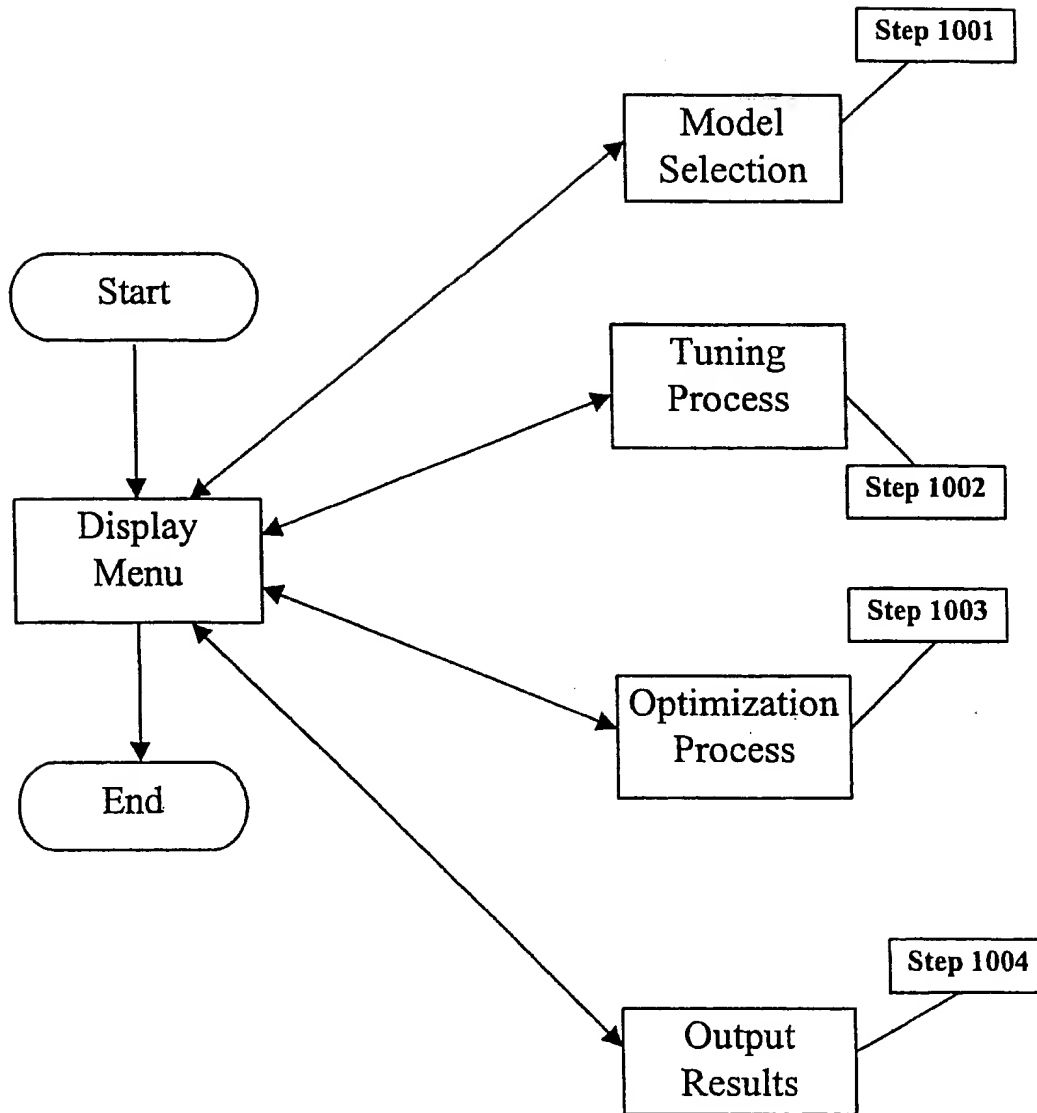 Step 1001
Model
Selection
Start
Tuning
Process
Step 1002
Display
Menu
Step 1003
Optimization
Process
End
Step 1004
Output
Results